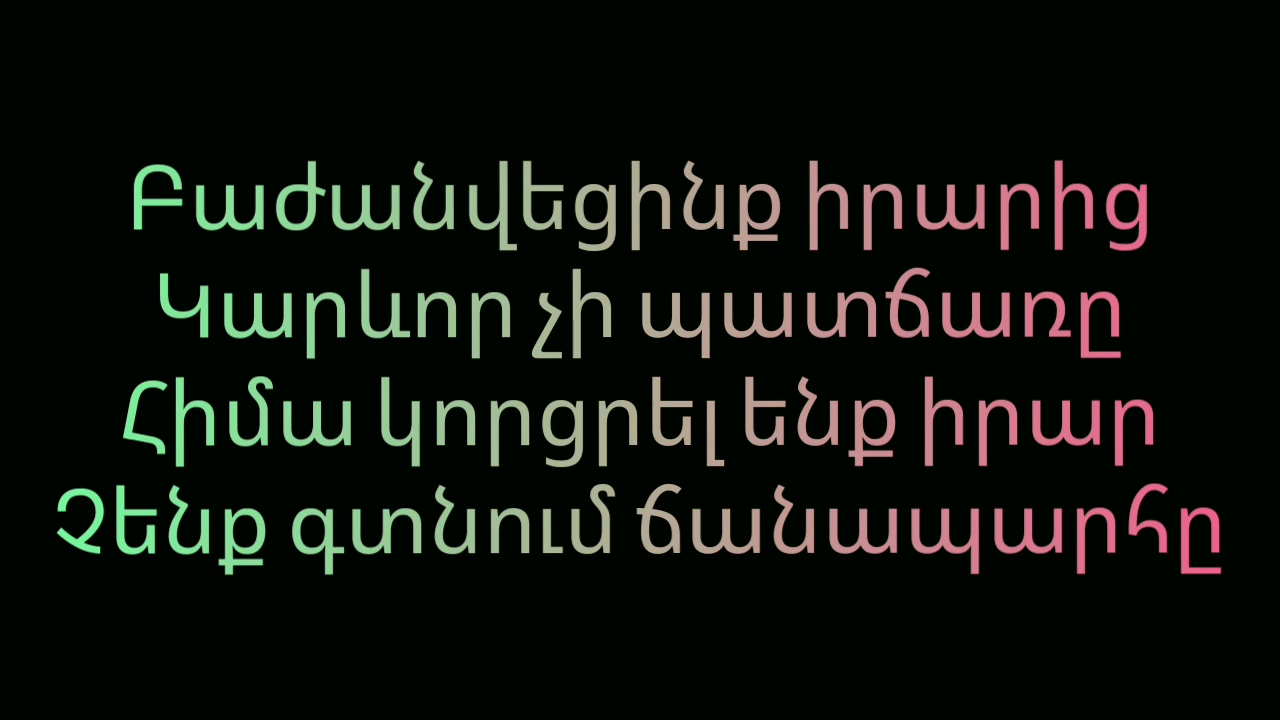 Բաժանվեցինք իրարից
Կարևոր չի պատճառը
Հիմա կորցրել ենք իրար
Չենք գտնում ճանապարհը